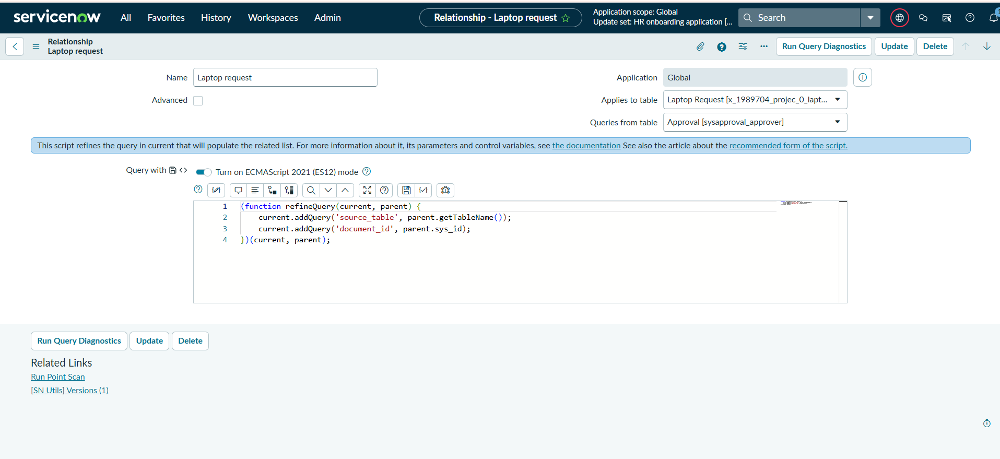 servicenow All Favorites History Workspaces Admin Relationship - Laptop request Application scope: Global Search
Update set: HR onboarding application [...
Relationship
Laptop request
Run Query Diagnostics Update Delete
Name Laptop request Application Global
Advanced Applies to table Laptop Request [x_1989704_projec_0_lapt...
Queries from table Approval [sysapproval_approver]
This script refines the query in current that will populate the related list. For more information about it, its parameters and control variables, see the documentation See also the article about the recommended form of the script.
Query with Turn on ECMAScript 2021 (ES12) mode
1 (function refineQuery(current, parent) {
2 current.addQuery('source_table', parent.getTableName());
3 current.addQuery('document_id', parent.sys_id);
4 })(current, parent);
Run Query Diagnostics Update Delete
Related Links
Run Point Scan
[SN Utils] Versions (1)